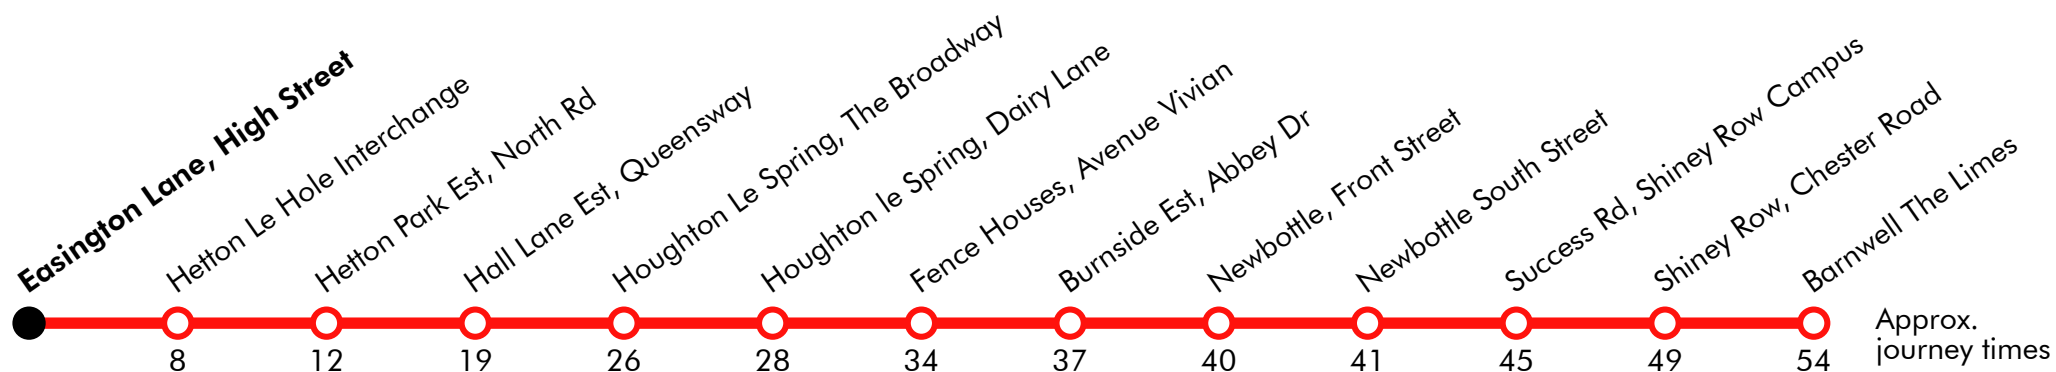 Easington Lane, High Street
Hetton Le Hole Interchange
Hetton Park Est, North Rd
Hall Lane Est, Queensway
Houghton Le Spring, The Broadway
Houghton le Spring, Dairy Lane
Fence Houses, Avenue Vivian
Burnside Est, Abbey Dr
Newbottle, Front Street
Newbottle South Street
Success Rd, Shiney Row Campus
Shiney Row, Chester Road
Barnwell The Limes
8 12 19 26 28 34 37 40 41 45 49 54
Approx.
journey times